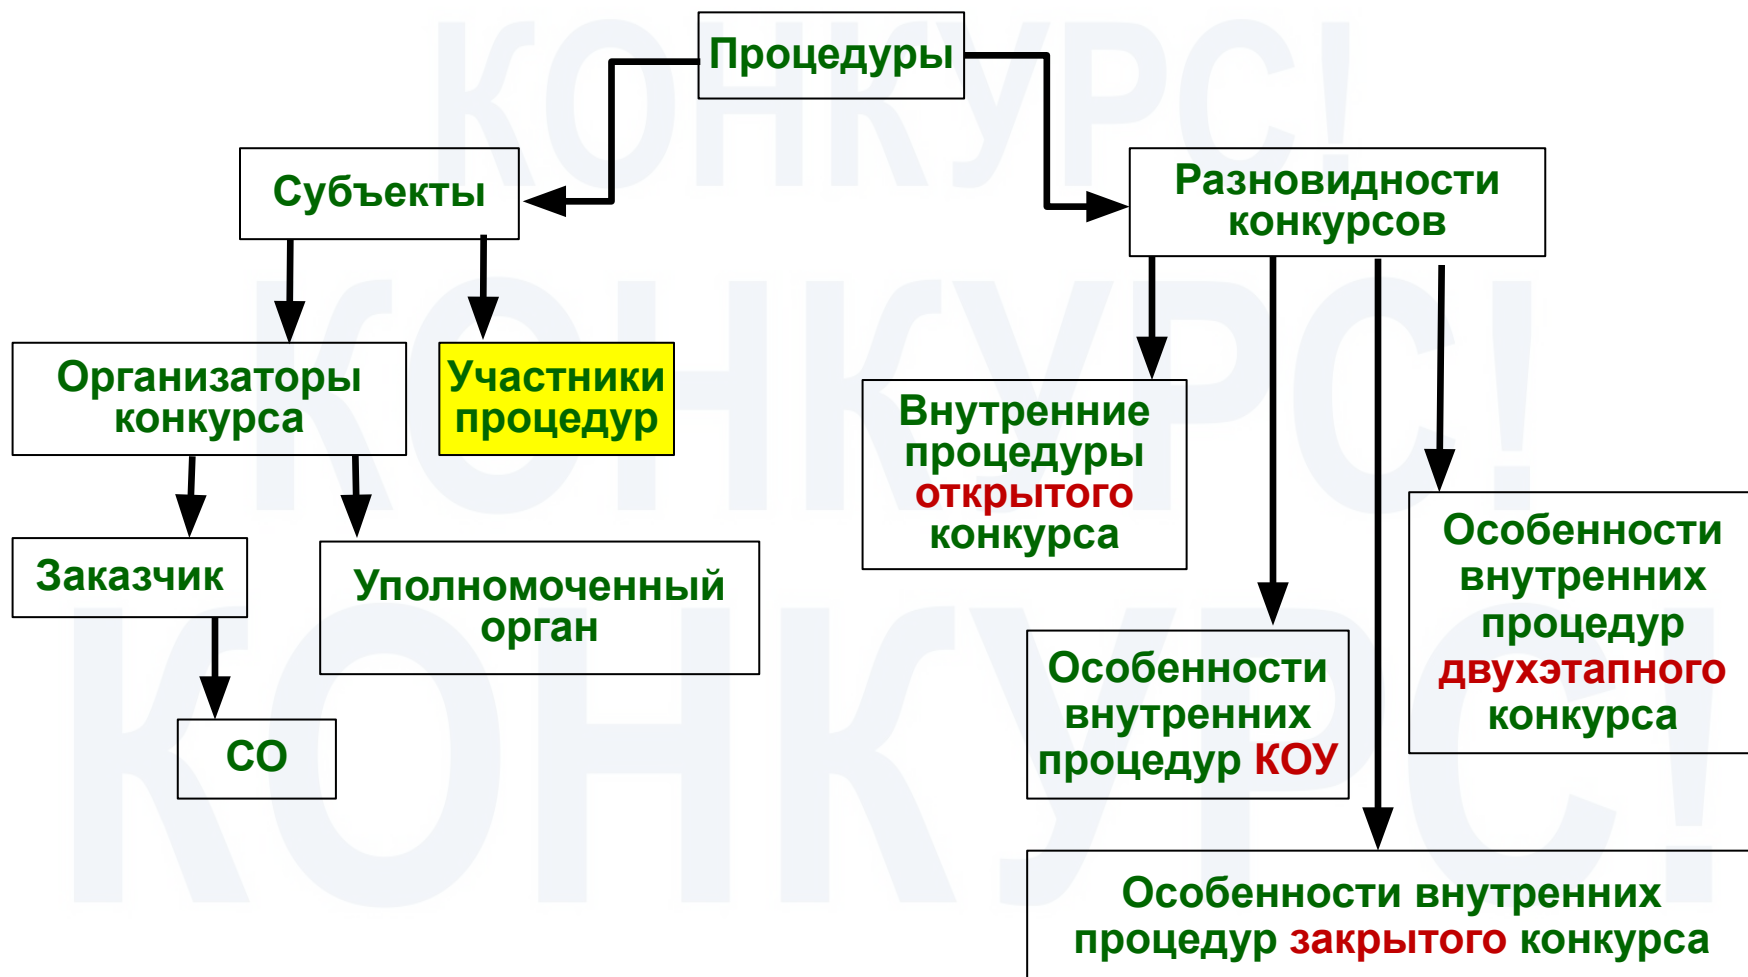 КОНКУРС!
КОНКУРС!
КОНКУРС!
Процедуры
Субъекты
Разновидности
конкурсов
Организаторы
конкурса
Участники
процедур
Заказчик
Уполномоченный
орган
СО
Внутренние
процедуры
открытого
конкурса
Особенности
внутренних
процедур КОУ
Особенности
внутренних
процедур
двухэтапного
конкурса
Особенности внутренних
процедур закрытого конкурса